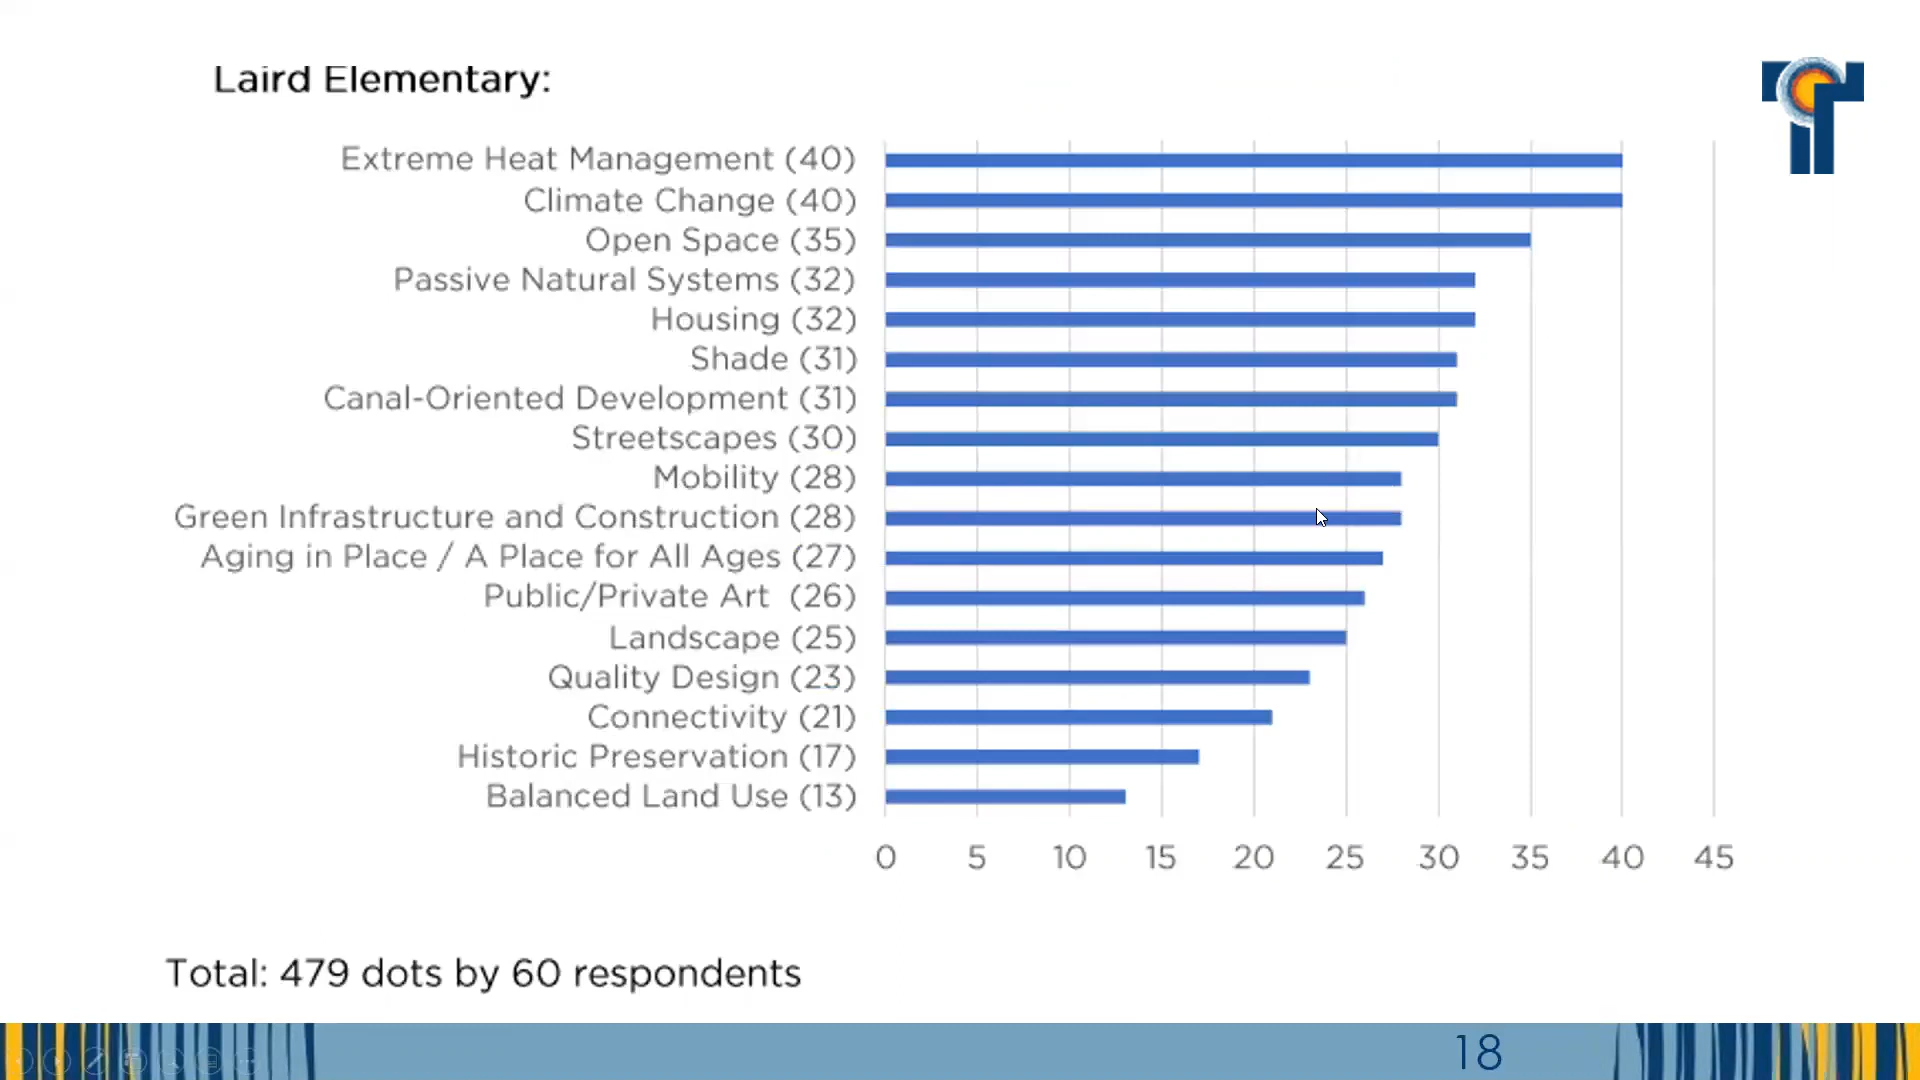 Laird Elementary:
Extreme Heat Management (40)
Climate Change (40)
Open Space (35)
Passive Natural Systems (32)
Housing (32)
Shade (31)
Canal-Oriented Development (31)
Streetscapes (30)
Mobility (28)
Green Infrastructure and Construction (28)
Aging in Place / A Place for All Ages (27)
Public/Private Art (26)
Landscape (25)
Quality Design (23)
Connectivity (21)
Historic Preservation (17)
Balanced Land Use (13)
0 5 10 15 20 25 30 35 40 45
Total: 479 dots by 60 respondents
18